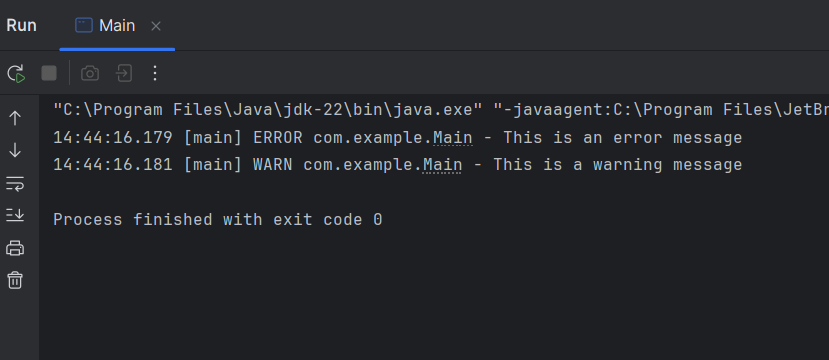 Run
Main
"C:\Program Files\Java\jdk-22\bin\java.exe" "-javaagent:C:\Program Files\JetBr
14:44:16.179 [main] ERROR com.example.Main - This is an error message
14:44:16.181 [main] WARN com.example.Main - This is a warning message
Process finished with exit code 0